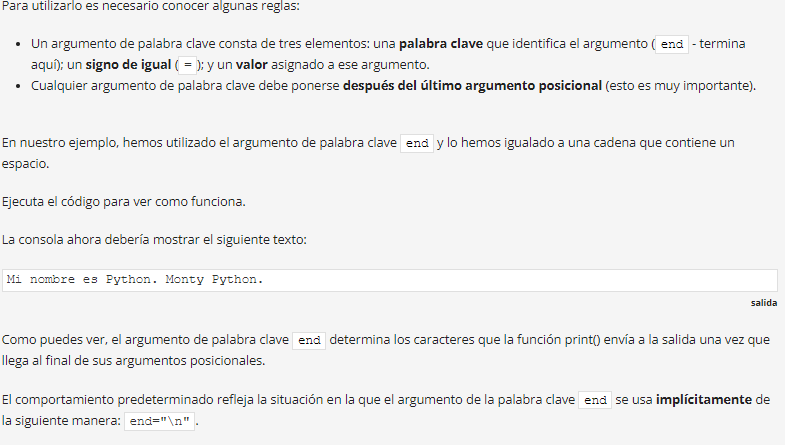 Para utilizarlo es necesario conocer algunas reglas:
• Un argumento de palabra clave consta de tres elementos: una palabra clave que identifica el argumento ( end - termina
aquí); un signo de igual ( = ); y un valor asignado a ese argumento.
• Cualquier argumento de palabra clave debe ponerse después del último argumento posicional (esto es muy importante).
En nuestro ejemplo, hemos utilizado el argumento de palabra clave end y lo hemos igualado a una cadena que contiene un
espacio.
Ejecuta el código para ver como funciona.
La consola ahora debería mostrar el siguiente texto:
Mi nombre es Python. Monty Python.
salida
Como puedes ver, el argumento de palabra clave end determina los caracteres que la función print() envía a la salida una vez que
llega al final de sus argumentos posicionales.
El comportamiento predeterminado refleja la situación en la que el argumento de la palabra clave end se usa implícitamente de
la siguiente manera: end="\n" .